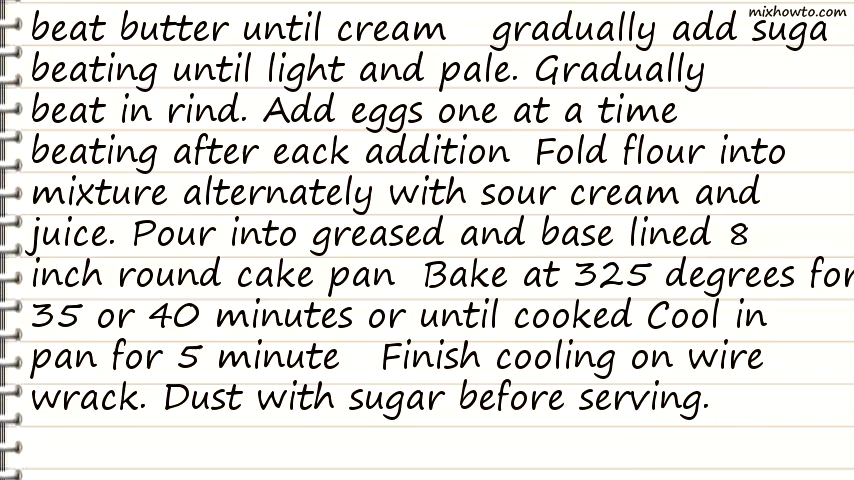 mixhowto.com
beat butter until cream gradually add suga
beating until light and pale. Gradually
beat in rind. Add eggs one at a time
beating after eack addition Fold flour into
mixture alternately with sour cream and
juice. Pour into greased and base lined 8
inch round cake pan Bake at 325 degrees for
35 or 40 minutes or until cooked Cool in
pan for 5 minute Finish cooling on wire
wrack. Dust with sugar before serving.